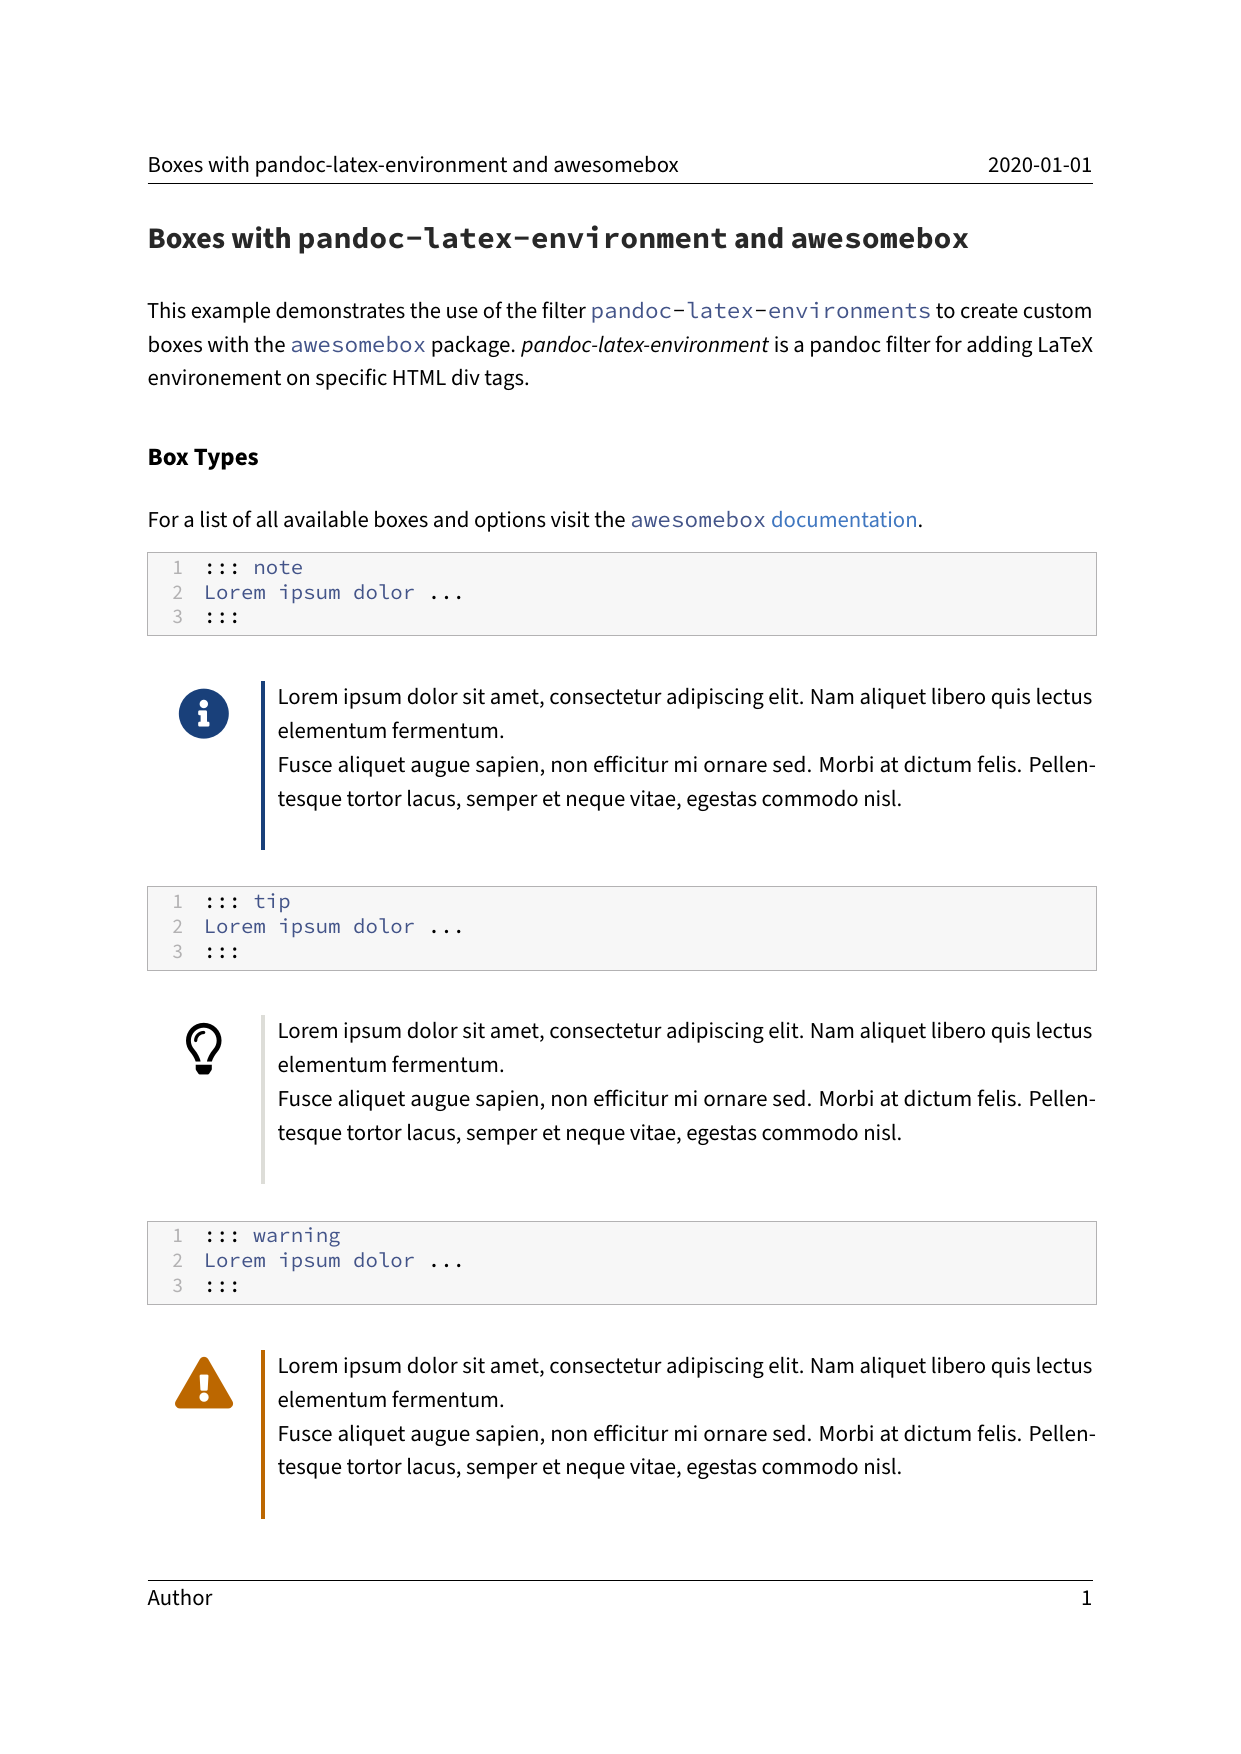 Boxes with pandoc-latex-environment and awesomebox 2020-01-01
Boxes with pandoc-latex-environment and awesomebox
This example demonstrates the use of the filter pandoc-latex-environments to create custom
boxes with the awesomebox package. pandoc-latex-environment is a pandoc filter for adding LaTeX
environement on specific HTML div tags.
Box Types
For a list of all available boxes and options visit the awesomebox documentation.
1 ::: note
2 Lorem ipsum dolor ...
3 :::
Lorem ipsum dolor sit amet, consectetur adipiscing elit. Nam aliquet libero quis lectus
elementum fermentum.
Fusce aliquet augue sapien, non efficitur mi ornare sed. Morbi at dictum felis. Pellen-
tesque tortor lacus, semper et neque vitae, egestas commodo nisl.
1 ::: tip
2 Lorem ipsum dolor ...
3 :::
Lorem ipsum dolor sit amet, consectetur adipiscing elit. Nam aliquet libero quis lectus
elementum fermentum.
Fusce aliquet augue sapien, non efficitur mi ornare sed. Morbi at dictum felis. Pellen-
tesque tortor lacus, semper et neque vitae, egestas commodo nisl.
1 ::: warning
2 Lorem ipsum dolor ...
3 :::
Lorem ipsum dolor sit amet, consectetur adipiscing elit. Nam aliquet libero quis lectus
elementum fermentum.
Fusce aliquet augue sapien, non efficitur mi ornare sed. Morbi at dictum felis. Pellen-
tesque tortor lacus, semper et neque vitae, egestas commodo nisl.
Author 1